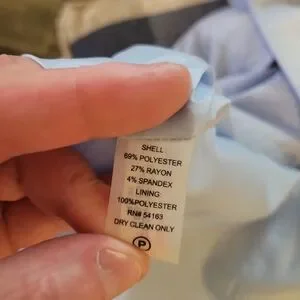 SHELL
69% POLYESTER
27% RAYON
4% SPANDEX
LINING
100%POLYESTER
RN# 54163
DRY CLEAN ONLY
P